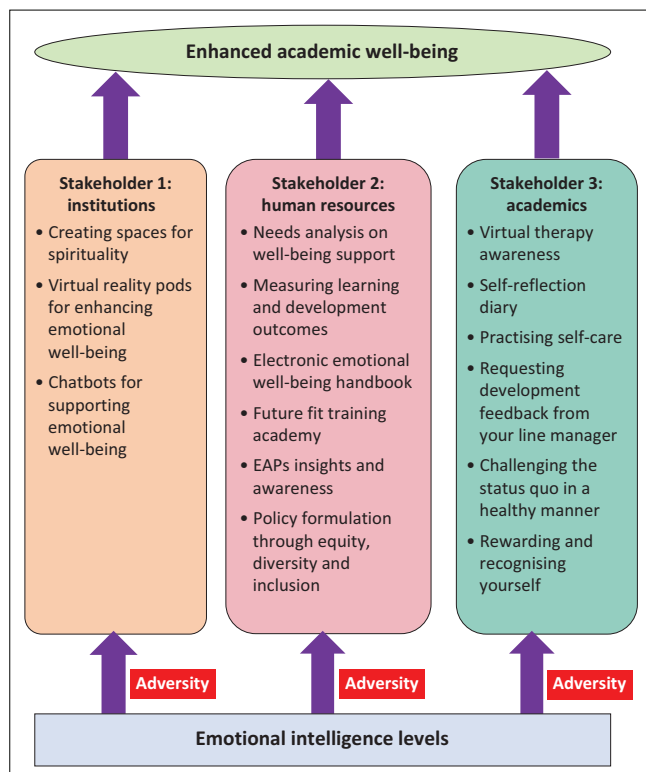 Enhanced academic well-being
Stakeholder 1:
institutions
• Creating spaces for
spirituality
• Virtual reality pods
for enhancing
emotional
well-being
• Chatbots for
supporting
emotional
well-being
Stakeholder 2:
human resources
• Needs analysis on
well-being support
• Measuring learning
and development
outcomes
• Electronic emotional
well-being handbook
• Future fit training
academy
• EAPs insights and
awareness
• Policy formulation
through equity,
diversity and
inclusion
Stakeholder 3:
academics
• Virtual therapy
awareness
• Self-reflection
diary
• Practising self-care
• Requesting
development
feedback from
your line manager
• Challenging the
status quo in a
healthy manner
• Rewarding and
recognising
yourself
Adversity
Adversity
Adversity
Emotional intelligence levels